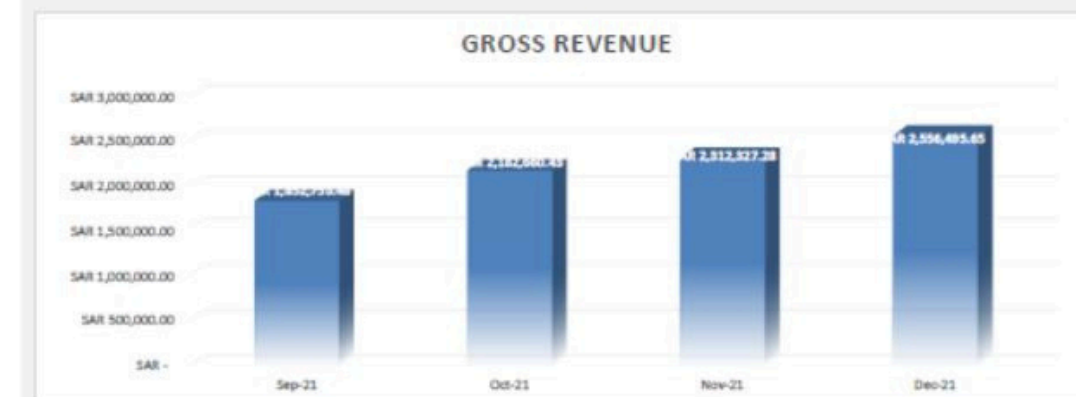 GROSS REVENUE
SAR 3,000,000.00
SAR 2,500,000.00
SAR 2,000,000.00
SAR 1,500,000.00
SAR 1,000,000.00
SAR 500,000.00
SAR -
2,312,327.28
2,556,495.65
Sep-21
Oct-21
Nov-21
Dec-21